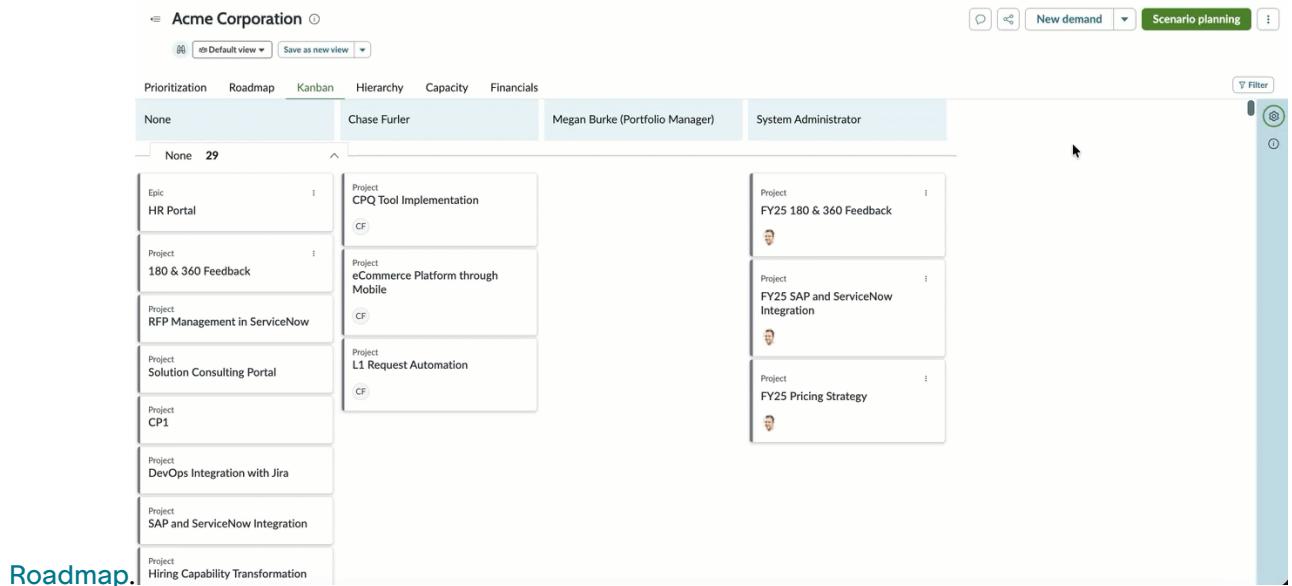 Acme Corporation
New demand
Scenario planning
Default view
Save as new view
Prioritization Roadmap Kanban Hierarchy Capacity Financials
Filter
None Chase Furler Megan Burke (Portfolio Manager) System Administrator
None 29
Epic
HR Portal
Project
180 & 360 Feedback
Project
RFP Management in ServiceNow
Project
Solution Consulting Portal
Project
CP1
Project
DevOps Integration with Jira
Project
SAP and ServiceNow Integration
Project
Hiring Capability Transformation
Project
CPQ Tool Implementation
CF
Project
eCommerce Platform through
Mobile
CF
Project
L1 Request Automation
CF
Project
FY25 180 & 360 Feedback
Project
FY25 SAP and ServiceNow
Integration
Project
FY25 Pricing Strategy
Roadmap.